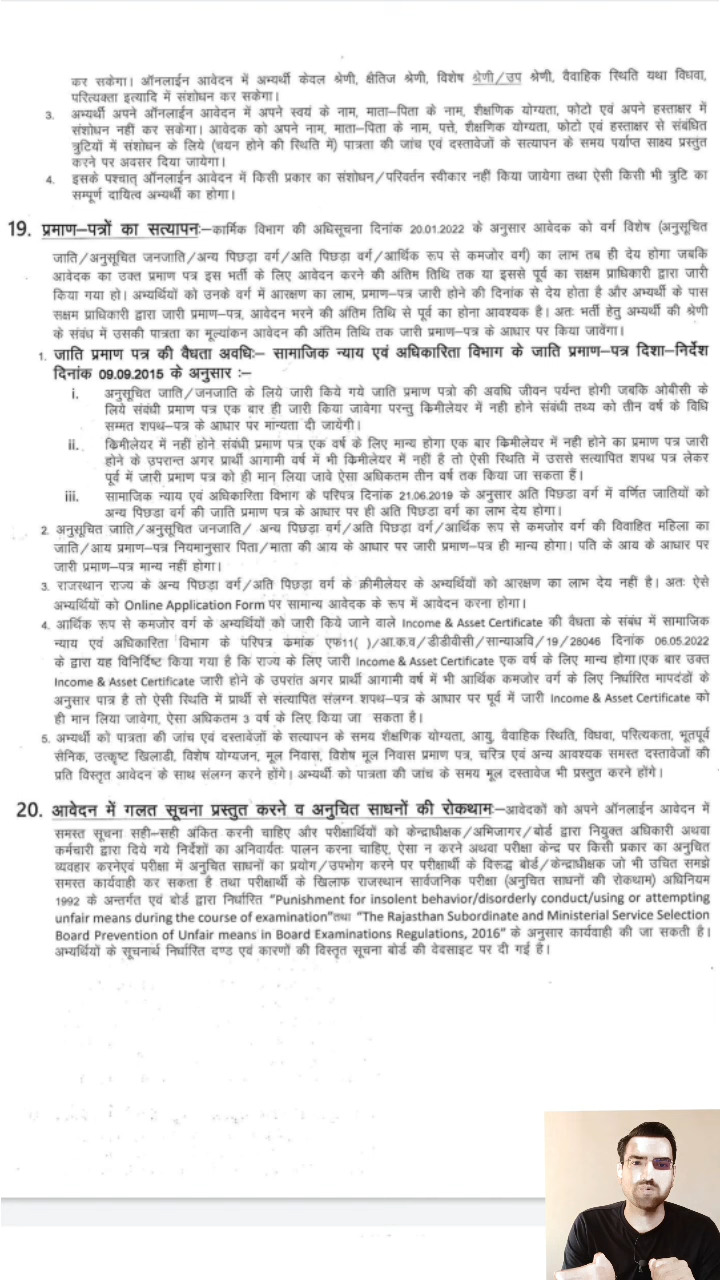 कर सकेगा। ऑनलाईन आवेदन में अभ्यर्थी केवल श्रेणी, क्षैतिज श्रेणी, विशेष श्रेणी/उप श्रेणी, वैवाहिक स्थिति यथा विधवा,
परित्यक्ता इत्यादि में संशोधन कर सकेगा।
3. अभ्यर्थी अपने ऑनलाईन आवेदन में अपने स्वयं के नाम, माता-पिता के नाम, शैक्षणिक योग्यता, फोटो एवं अपने हस्ताक्षर में
संशोधन नहीं कर सकेगा। आवेदक को अपने नाम, माता-पिता के नाम, पत्ते, शैक्षणिक योग्यता, फोटो एवं हस्ताक्षर से संबंधित
त्रुटियों में संशोधन के लिये (चयन होने की स्थिति में) पात्रता की जांच एवं दस्तावेजों के सत्यापन के समय पर्याप्त साक्ष्य प्रस्तुत
करने पर अवसर दिया जायेगा।
4. इसके पश्चात् ऑनलाईन आवेदन में किसी प्रकार का संशोधन/परिवर्तन स्वीकार नहीं किया जायेगा तथा ऐसी किसी भी त्रुटि का
सम्पूर्ण दायित्व अभ्यर्थी का होगा।
19. प्रमाण-पत्रों का सत्यापनः-कार्मिक विभाग की अधिसूचना दिनांक 20.01.2022 के अनुसार आवेदक को वर्ग विशेष (अनुसूचित
जाति/अनुसूचित जनजाति/अन्य पिछड़ा वर्ग/अति पिछड़ा वर्ग/आर्थिक रूप से कमजोर वर्ग) का लाभ तब ही देय होगा जबकि
आवेदक का उक्त प्रमाण पत्र इस भर्ती के लिए आवेदन करने की अंतिम तिथि तक या इससे पूर्व का सक्षम प्राधिकारी द्वारा जारी
किया गया हो। अभ्यर्थियों को उनके वर्ग में आरक्षण का लाभ, प्रमाण-पत्र जारी होने की दिनांक से देय होता है और अभ्यर्थी के पास
सक्षम प्राधिकारी द्वारा जारी प्रमाण-पत्र, आवेदन भरने की अंतिम तिथि से पूर्व का होना आवश्यक है। अतः भर्ती हेतु अभ्यर्थी की श्रेणी
के संबंध में उसकी पात्रता का मूल्यांकन आवेदन की अंतिम तिथि तक जारी प्रमाण-पत्र के आधार पर किया जावेंगा।
1. जाति प्रमाण पत्र की वैधता अवधिः– सामाजिक न्याय एवं अधिकारिता विभाग के जाति प्रमाण-पत्र दिशा-निर्देश
दिनांक 09.09.2015 के अनुसार :–
i. अनुसूचित जाति/जनजाति के लिये जारी किये गये जाति प्रमाण पत्रो की अवधि जीवन पर्यन्त होगी जबकि ओबीसी के
लिये संबंधी प्रमाण पत्र एक बार ही जारी किया जावेगा परन्तु किमीलेयर में नही होने संबंधी तथ्य को तीन वर्ष के विधि
सम्मत शपथ-पत्र के आधार पर मान्यता दी जायेगी।
ii. किमीलेयर में नहीं होने संबंधी प्रमाण पत्र एक वर्ष के लिए मान्य होगा एक बार किमीलेयर में नही होने का प्रमाण पत्र जारी
होने के उपरान्त अगर प्रार्थी आगामी वर्ष में भी किमीलेयर में नहीं है तो ऐसी स्थिति में उससे सत्यापित शपथ पत्र लेकर
पूर्व में जारी प्रमाण पत्र को ही मान लिया जावे ऐसा अधिकतम तीन वर्ष तक किया जा सकता हैं।
iii. सामाजिक न्याय एवं अधिकारिता विभाग के परिपत्र दिनांक 21.06.2019 के अनुसार अति पिछडा वर्ग में वर्णित जातियों को
अन्य पिछडा वर्ग की जाति प्रमाण पत्र के आधार पर ही अति पिछडा वर्ग का लाभ देय होगा।
2. अनुसूचित जाति/अनुसूचित जनजाति/ अन्य पिछड़ा वर्ग/अति पिछड़ा वर्ग/आर्थिक रूप से कमजोर वर्ग की विवाहित महिला का
जाति/आय प्रमाण-पत्र नियमानुसार पिता/माता की आय के आधार पर जारी प्रमाण-पत्र ही मान्य होगा। पति के आय के आधार पर
जारी प्रमाण-पत्र मान्य नहीं होगा।
3. राजस्थान राज्य के अन्य पिछड़ा वर्ग/अति पिछड़ा वर्ग के क्रीमीलेयर के अभ्यर्थियों को आरक्षण का लाभ देय नहीं है। अतः ऐसे
अभ्यर्थियों को Online Application Form पर सामान्य आवेदक के रूप में आवेदन करना होगा।
4. आर्थिक रूप से कमजोर वर्ग के अभ्यर्थियों को जारी किये जाने वाले Income & Asset Certificate की वैधता के संबंध में सामाजिक
न्याय एवं अधिकारिता विभाग के परिपत्र कमांक एफ11( )/आ.क.व/डीडीवीसी/सान्याअवि/19/28046 दिनांक 06.05.2022
के द्वारा यह विनिर्दिष्ट किया गया है कि राज्य के लिए जारी Income & Asset Certificate एक वर्ष के लिए मान्य होगा।एक बार उक्त
Income & Asset Certificate जारी होने के उपरांत अगर प्रार्थी आगामी वर्ष में भी आर्थिक कमजोर वर्ग के लिए निर्धारित मापदंडों के
अनुसार पात्र है तो ऐसी स्थिति में प्रार्थी से सत्यापित संलग्न शपथ-पत्र के आधार पर पूर्व में जारी Income & Asset Certificate को
ही मान लिया जावेगा, ऐसा अधिकतम 3 वर्ष के लिए किया जा सकता है।
5. अभ्यर्थी को पात्रता की जांच एवं दस्तावेजों के सत्यापन के समय शैक्षणिक योग्यता, आयु, वैवाहिक स्थिति, विधवा, परित्यकता, भूतपूर्व
सैनिक, उत्कृष्ट खिलाडी, विशेष योग्यजन, मूल निवास, विशेष मूल निवास प्रमाण पत्र, चरित्र एवं अन्य आवश्यक समस्त दस्तावेजों की
प्रति विस्तृत आवेदन के साथ संलग्न करने होंगे। अभ्यर्थी को पात्रता की जांच के समय मूल दस्तावेज भी प्रस्तुत करने होंगे।
20. आवेदन में गलत सूचना प्रस्तुत करने व अनुचित साधनों की रोकथामः-आवेदकों को अपने ऑनलाईन आवेदन में
समस्त सूचना सही-सही अंकित करनी चाहिए और परीक्षार्थियों को केन्द्राधीक्षक/अभिजागर/बोर्ड द्वारा नियुक्त अधिकारी अथवा
कर्मचारी द्वारा दिये गये निर्देशों का अनिवार्यतः पालन करना चाहिए, ऐसा न करने अथवा परीक्षा केन्द्र पर किसी प्रकार का अनुचित
व्यवहार करनेएवं परीक्षा में अनुचित साधनों का प्रयोग/उपभोग करने पर परीक्षार्थी के विरूद्ध बोर्ड/केन्द्राधीक्षक जो भी उचित समझे
समस्त कार्यवाही कर सकता है तथा परीक्षार्थी के खिलाफ राजस्थान सार्वजनिक परीक्षा (अनुचित साधनों की रोकथाम) अधिनियम
1992 के अन्तर्गत एवं बोर्ड द्वारा निर्धारित "Punishment for insolent behavior/disorderly conduct/using or attempting
unfair means during the course of examination"तथा "The Rajasthan Subordinate and Ministerial Service Selection
Board Prevention of Unfair means in Board Examinations Regulations, 2016" के अनुसार कार्यवाही की जा सकती है।
अभ्यर्थियों के सूचनार्थ निर्धारित दण्ड एवं कारणों की विस्तृत सूचना बोर्ड की वेबसाइट पर दी गई है।